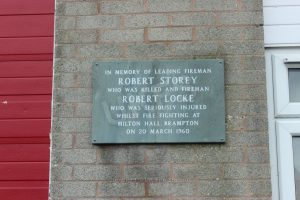 IN MEMORY OF LEADING FIREMAN
ROBERT STOREY
WHO WAS KILLED AND FIREMAN
ROBERT LOCKE
WHO WAS SERIOUSLY INJURED
WHILST FIRE FIGHTING AT
MILTON HALL BRAMPTON
ON 20 MARCH 1960